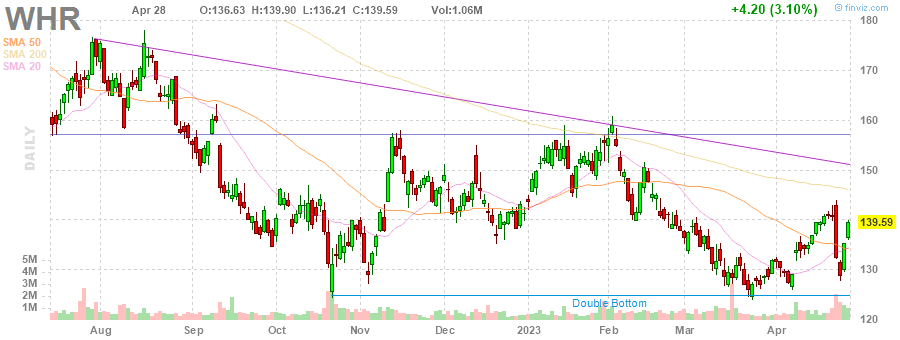 WHR Apr 28 O:136.63 H:139.90 L:136.21 C:139.59 Vol:1.06M +4.20 (3.10%)
© finviz.com
SMA 50
SMA 200
SMA 20
DAILY
180
170
160
150
139.59
130
120
5M
4M
3M
2M
1M
Double Bottom
Aug Sep Oct Nov Dec 2023 Feb Mar Apr